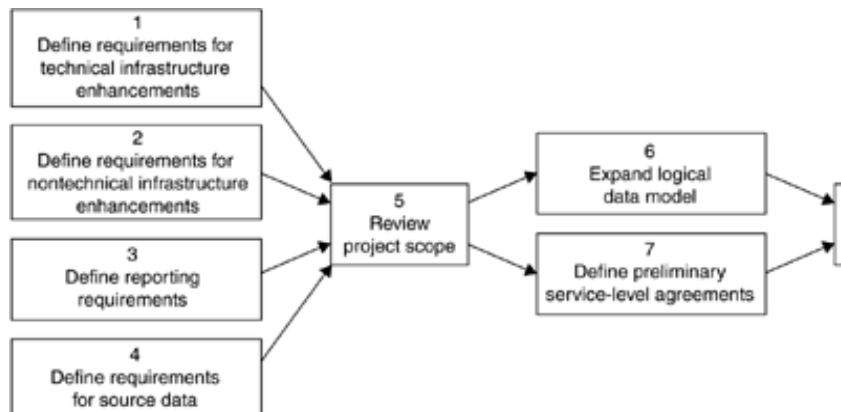 1
Define requirements for
technical infrastructure
enhancements
2
Define requirements for
nontechnical infrastructure
enhancements
3
Define reporting
requirements
4
Define requirements
for source data
5
Review
project scope
6
Expand logical
data model
7
Define preliminary
service-level agreements